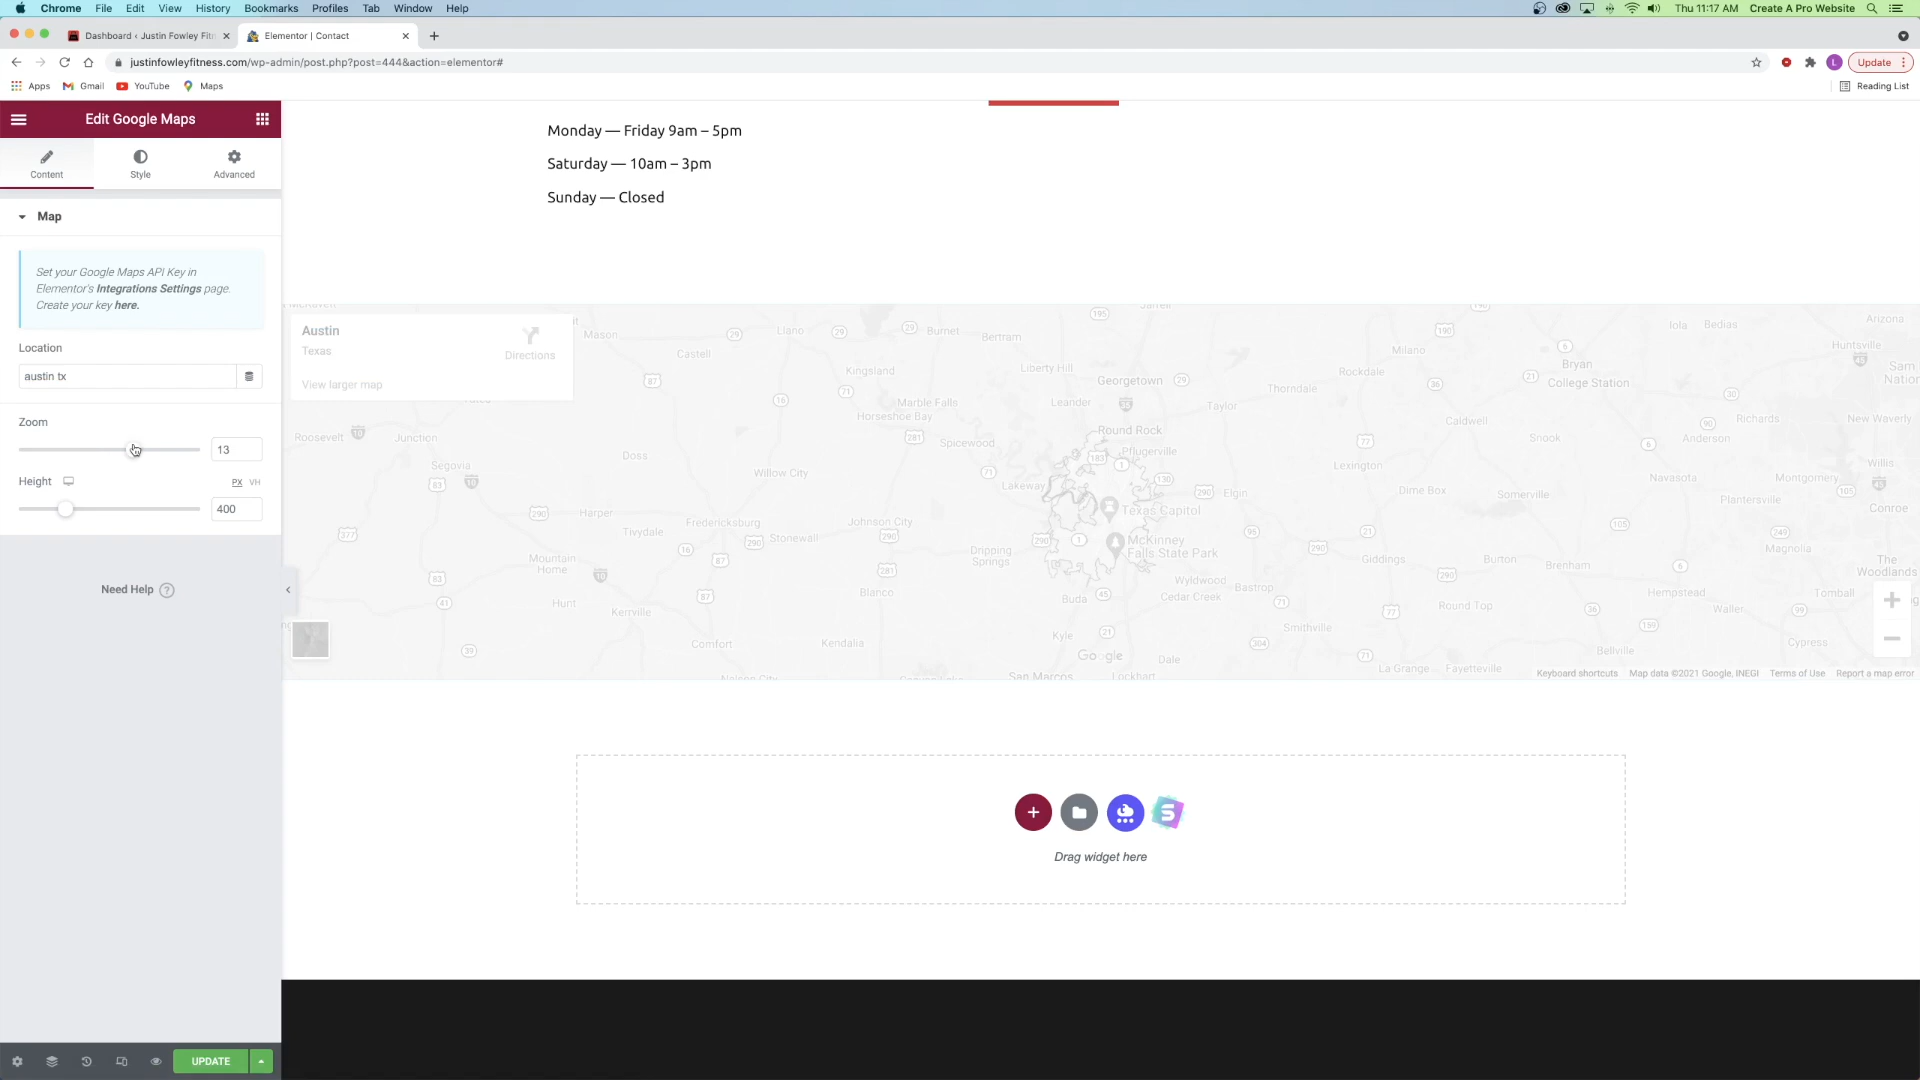 Chrome File Edit View History Bookmarks Profiles Tab Window Help Thu 11:17 AM Create A Pro Website
Dashboard ‹ Justin Fowley Fit Elementor | Contact
justinfowleyfitness.com/wp-admin/post.php?post=444&action=elementor# L Update
Apps Gmail YouTube Maps Reading List
Edit Google Maps
Content Style Advanced
Map
Set your Google Maps API Key in
Elementor's Integrations Settings page.
Create your key here.
Location
austin tx
Zoom
13
Height PX VH
400
Need Help ?
UPDATE
Monday — Friday 9am – 5pm
Saturday — 10am – 3pm
Sunday — Closed
Austin
Texas
Directions
View larger map
Mason
Llano
Burnet
Bertram
Castell
Kingsland
Liberty Hill
Georgetown
Marble Falls
Horseshoe Bay
Leander
Round Rock
Pflugerville
Taylor
Thorndale
Milano
Caldwell
Bryan
College Station
Iola
Bedias
Huntsville
Arizona
Richards
New Waverly
Anderson
Navasota
Montgomery
Plantersville
Conroe
Magnolia
The
Woodlands
Roosevelt
Junction
Segovia
Doss
Willow City
Spicewood
Lakeway
Manor
Elgin
Lexington
Dime Box
Somerville
Snook
Harper
Tivydale
Fredericksburg
Stonewall
Johnson City
Texas Capitol
McKinney
Falls State Park
Dripping
Springs
Mountain
Home
Hunt
Kerrville
Comfort
Blanco
Kendalia
Buda
Kyle
San Marcos
Lockhart
Dale
Wyldwood
Cedar Creek
Bastrop
Smithville
Giddings
Burton
Brenham
Round Top
La Grange
Fayetteville
Bellville
Hempstead
Waller
Tomball
Cypress
Google
Keyboard shortcuts Map data ©2021 Google, INEGI Terms of Use Report a map error
Drag widget here